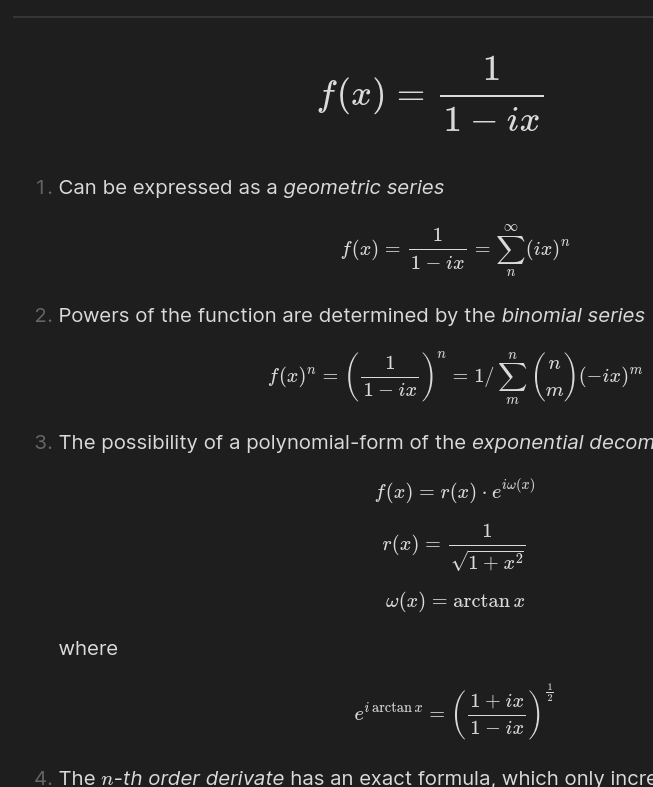 f(x) = \frac{1}{1 - ix}
1. Can be expressed as a geometric series
f(x) = \frac{1}{1 - ix} = \sum_{n}^{\infty} (ix)^n
2. Powers of the function are determined by the binomial series
f(x)^n = \left( \frac{1}{1 - ix} \right)^n = 1 / \sum_{m}^{n} \binom{n}{m} (-ix)^m
3. The possibility of a polynomial-form of the exponential decom
f(x) = r(x) \cdot e^{i\omega(x)}
r(x) = \frac{1}{\sqrt{1 + x^2}}
\omega(x) = \arctan x
where
e^{i \arctan x} = \left( \frac{1 + ix}{1 - ix} \right)^{\frac{1}{2}}
4. The n-th order derivate has an exact formula, which only incre